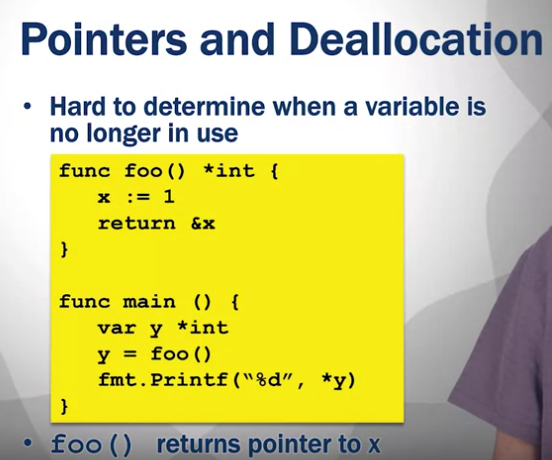 Pointers and Deallocation
• Hard to determine when a variable is
no longer in use
func foo() *int {
x := 1
return &x
}
func main () {
var y *int
y = foo()
fmt.Printf(“%d”, *y)
}
• foo() returns pointer to x